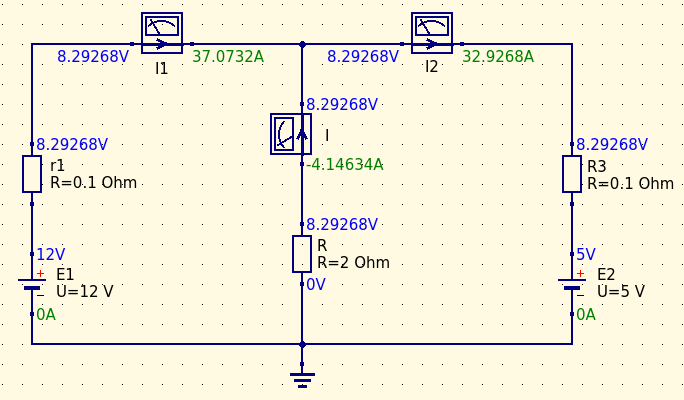 8.29268V
I1
37.0732A
8.29268V
I2
32.9268A
8.29268V
I
-4.14634A
8.29268V
r1
R=0.1 Ohm
8.29268V
R3
R=0.1 Ohm
8.29268V
R
R=2 Ohm
0V
12V
+
E1
U=12 V
−
0A
5V
+
E2
U=5 V
−
0A